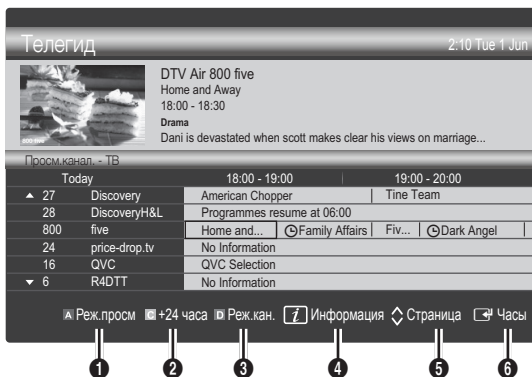 Телегид 2:10 Tue 1 Jun
DTV Air 800 five
Home and Away
18:00 - 18:30
Drama
Dani is devastated when scott makes clear his views on marriage...
800 five
Просм.канал. - ТВ
Today 18:00 - 19:00 19:00 - 20:00
▲ 27 Discovery American Chopper Tine Team
28 DiscoveryH&L Programmes resume at 06:00
800 five Home and... Family Affairs Fiv... Dark Angel
24 price-drop.tv No Information
16 QVC QVC Selection
▼ 6 R4DTT No Information
A Реж.просм C +24 часа D Реж.кан. i Информация Страница Часы
1 2 3 4 5 6